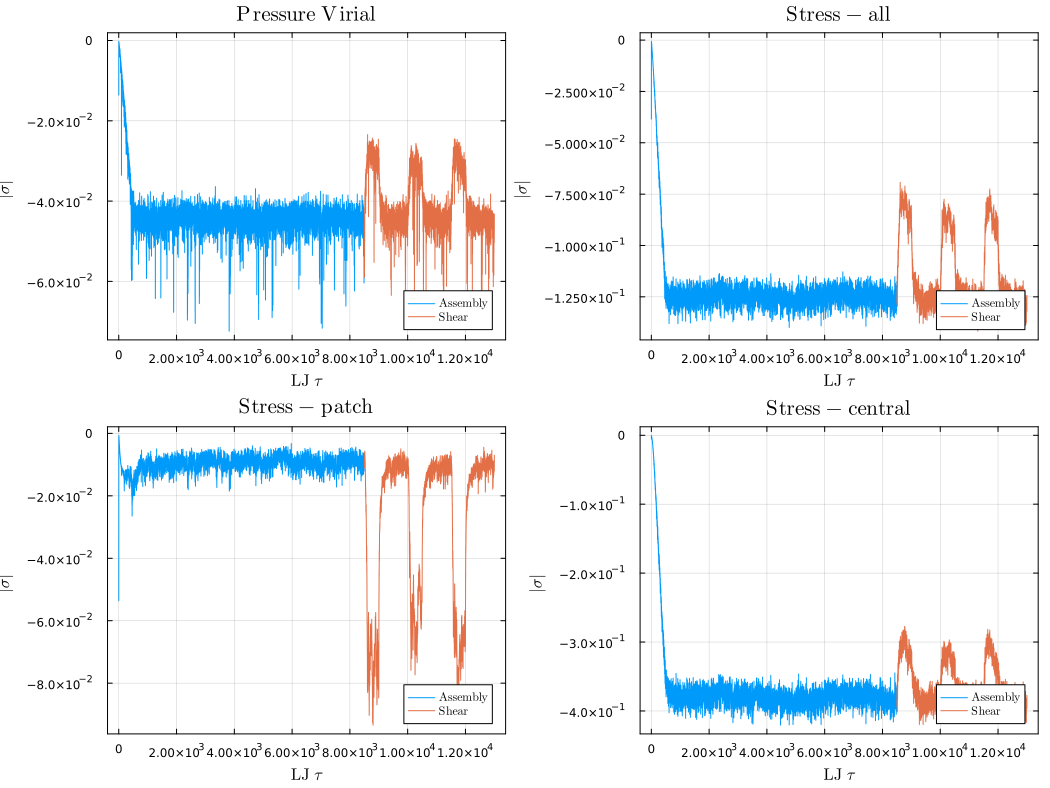 Pressure Virial
0
−2.0×10⁻²
−4.0×10⁻²
−6.0×10⁻²
|σ|
Assembly
Shear
0 2.00×10³ 4.00×10³ 6.00×10³ 8.00×10³ 1.00×10⁴ 1.20×10⁴
LJ τ
Stress − all
0
−2.500×10⁻²
−5.000×10⁻²
−7.500×10⁻²
−1.000×10⁻¹
−1.250×10⁻¹
|σ|
Assembly
Shear
0 2.00×10³ 4.00×10³ 6.00×10³ 8.00×10³ 1.00×10⁴ 1.20×10⁴
LJ τ
Stress − patch
0
−2.0×10⁻²
−4.0×10⁻²
−6.0×10⁻²
−8.0×10⁻²
|σ|
Assembly
Shear
0 2.00×10³ 4.00×10³ 6.00×10³ 8.00×10³ 1.00×10⁴ 1.20×10⁴
LJ τ
Stress − central
0
−1.0×10⁻¹
−2.0×10⁻¹
−3.0×10⁻¹
−4.0×10⁻¹
|σ|
Assembly
Shear
0 2.00×10³ 4.00×10³ 6.00×10³ 8.00×10³ 1.00×10⁴ 1.20×10⁴
LJ τ